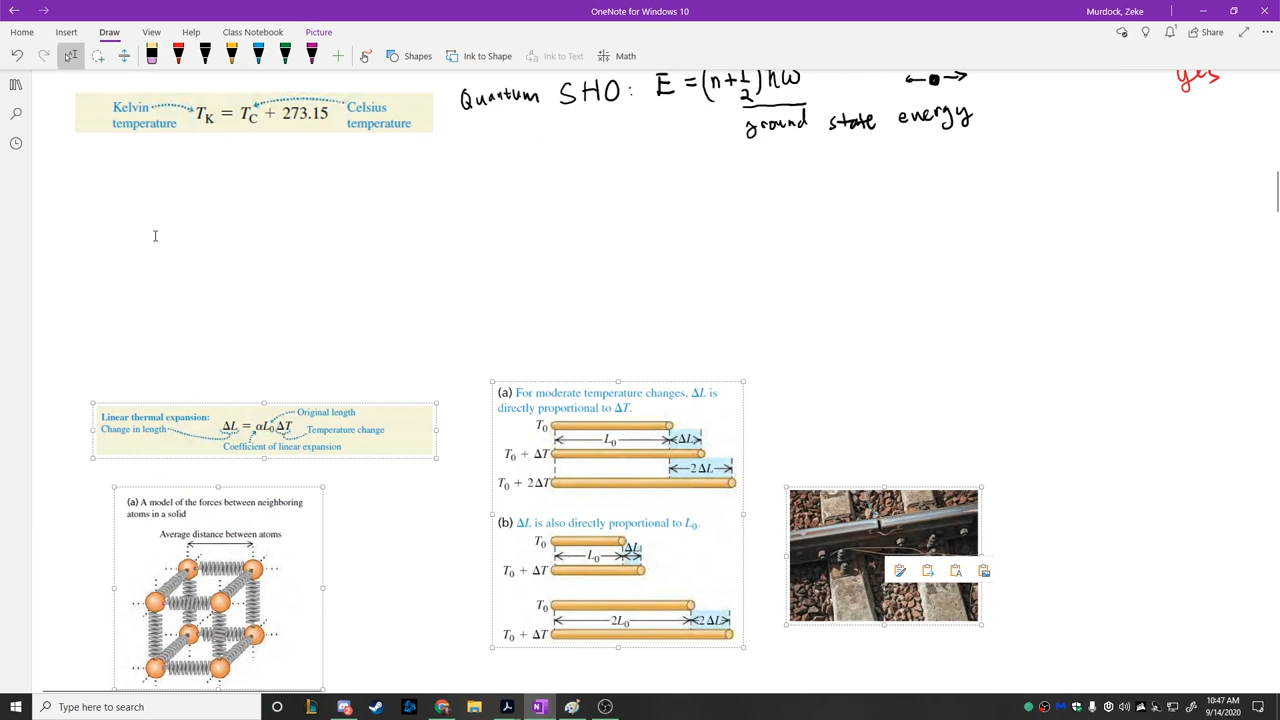 OneNote for Windows 10
Murdock, Zeke
Home Insert Draw View Help Class Notebook Picture
Share
Shapes Ink to Shape Ink to Text Math
Kelvin temperature
T_K = T_C + 273.15
Celsius temperature
Quantum SHO: E = (n+1/2)ħω
ground state energy
yes
Linear thermal expansion:
Original length
Change in length
ΔL = αL₀ΔT
Temperature change
Coefficient of linear expansion
(a) A model of the forces between neighboring
atoms in a solid
Average distance between atoms
(a) For moderate temperature changes, ΔL is
directly proportional to ΔT.
T₀
L₀ ΔL
T₀ + ΔT
2 ΔL
T₀ + 2ΔT
(b) ΔL is also directly proportional to L₀.
T₀
L₀ ΔL
T₀ + ΔT
T₀
2L₀ 2ΔL
T₀ + ΔT
Type here to search
10:47 AM
9/14/2020